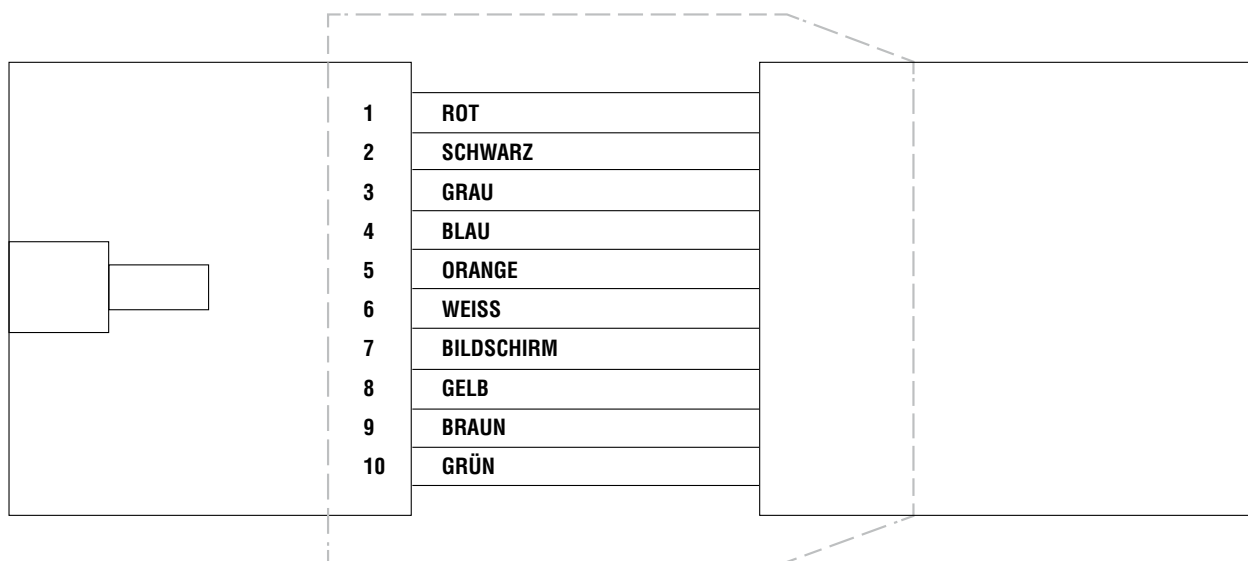 1 ROT
2 SCHWARZ
3 GRAU
4 BLAU
5 ORANGE
6 WEISS
7 BILDSCHIRM
8 GELB
9 BRAUN
10 GRÜN